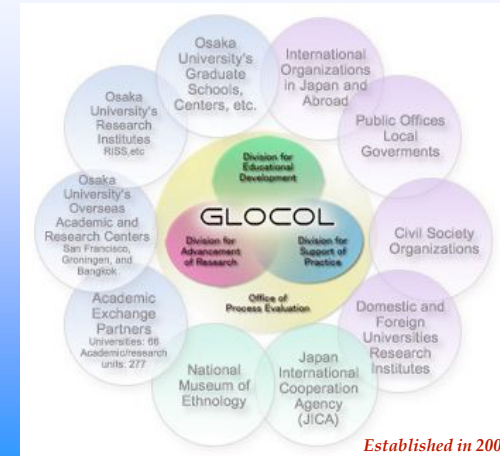 Osaka
University's
Graduate
Schools,
Centers, etc.
International
Organizations
in Japan and
Abroad
Osaka
University's
Research
Institutes
RISS,etc
Public Offices
Local
Goverments
Division for
Educational
Development
Osaka
University's
Overseas
Academic and
Research Centers
San Francisco,
Groningen, and
Bangkok
GLOCOL
Division for
Advancement
of Research
Division for
Support of
Practice
Civil Society
Organizations
Office of
Process Evaluation
Academic
Exchange
Partners
Universities: 66
Academic/research
units: 277
Domestic and
Foreign
Universities
Research
Institutes
National
Museum of
Ethnology
Japan
International
Cooperation
Agency
(JICA)
Established in 200